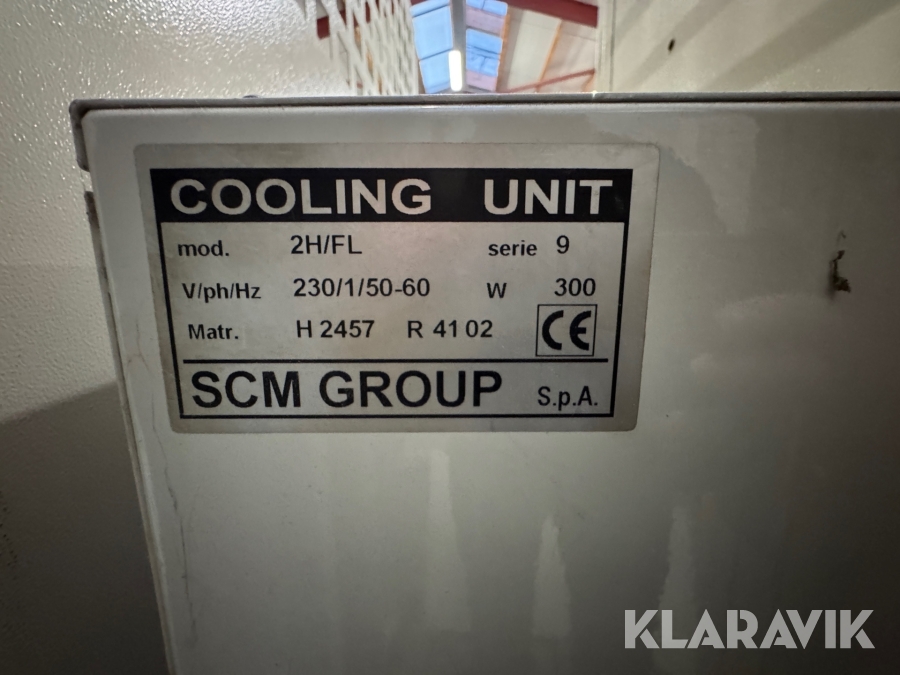 COOLING UNIT
mod. 2H/FL serie 9
V/ph/Hz 230/1/50-60 W 300
Matr. H 2457 R 41 02 CE
SCM GROUP S.p.A.
KLARAVIK